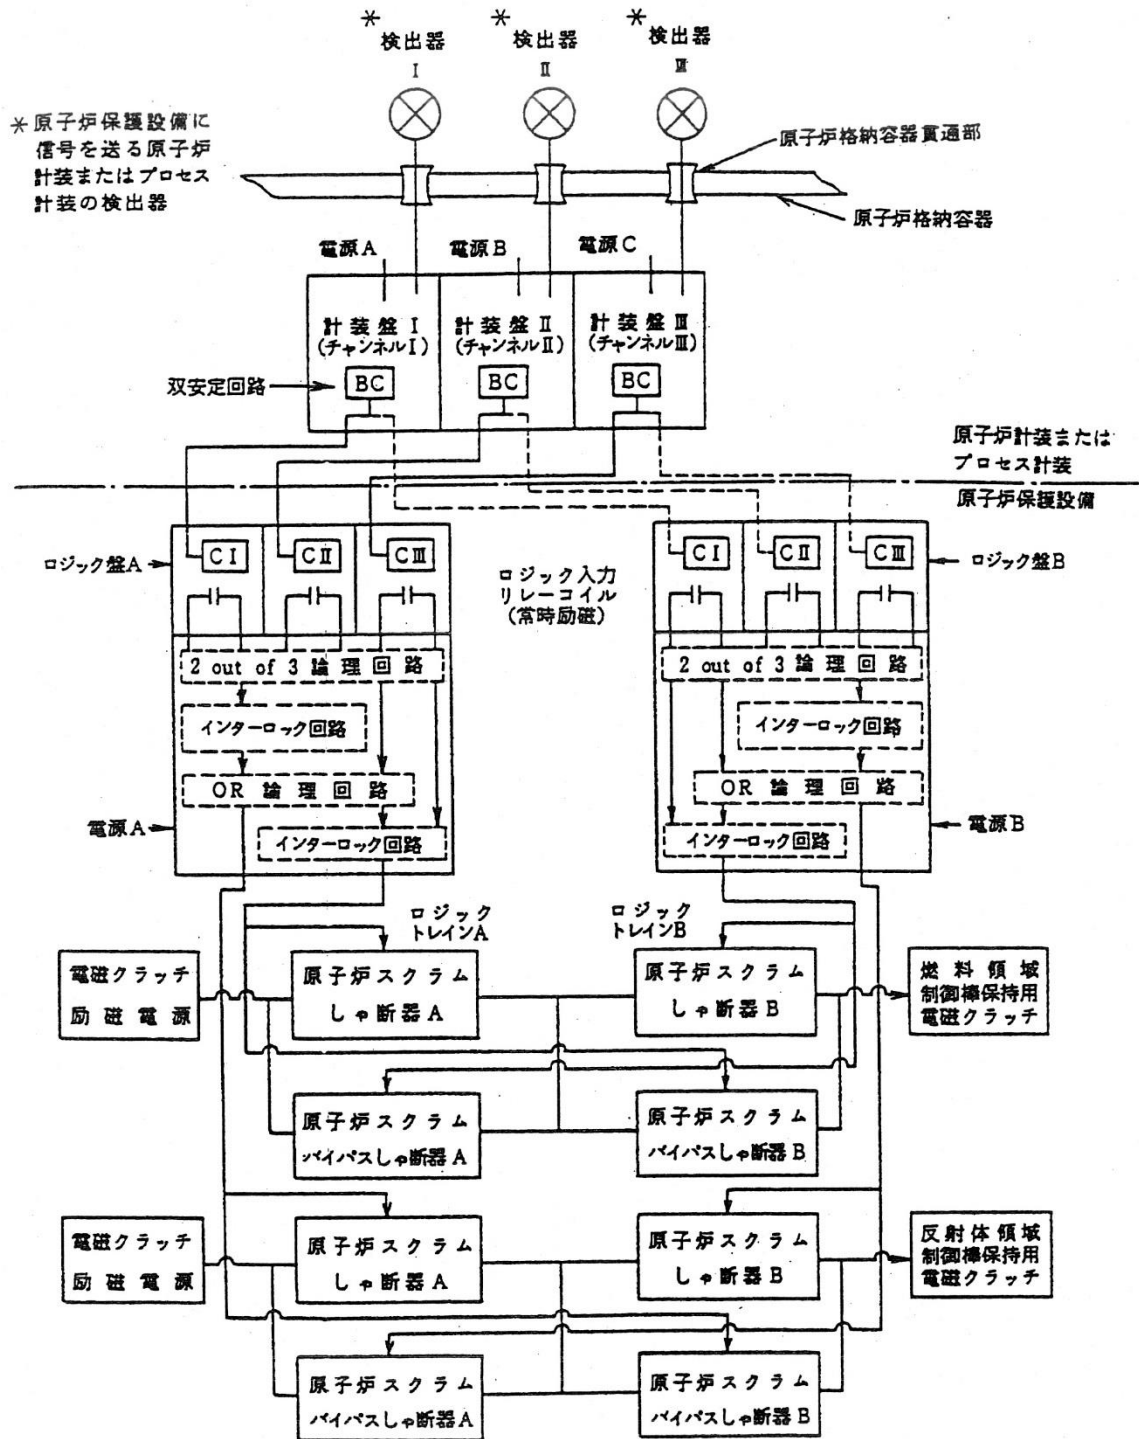 *
検出器
I
*
検出器
II
*
検出器
III
*原子炉保護設備に
信号を送る原子炉
計装またはプロセス
計装の検出器
原子炉格納容器貫通部
原子炉格納容器
電源A
電源B
電源C
計装盤I
(チャンネルI)
計装盤II
(チャンネルII)
計装盤III
(チャンネルIII)
双安定回路
BC
BC
BC
原子炉計装または
プロセス計装
原子炉保護設備
ロジック盤A
CI
CII
CIII
ロジック入力
リレーコイル
(常時励磁)
CI
CII
CIII
ロジック盤B
2 out of 3 論理回路
インターロック回路
OR 論理回路
インターロック回路
電源A
2 out of 3 論理回路
インターロック回路
OR 論理回路
インターロック回路
電源B
ロジック
トレインA
ロジック
トレインB
電磁クラッチ
励磁電源
原子炉スクラム
しゃ断器A
原子炉スクラム
しゃ断器B
燃料領域
制御棒保持用
電磁クラッチ
原子炉スクラム
バイパスしゃ断器A
原子炉スクラム
バイパスしゃ断器B
電磁クラッチ
励磁電源
原子炉スクラム
しゃ断器A
原子炉スクラム
しゃ断器B
反射体領域
制御棒保持用
電磁クラッチ
原子炉スクラム
バイパスしゃ断器A
原子炉スクラム
バイパスしゃ断器B